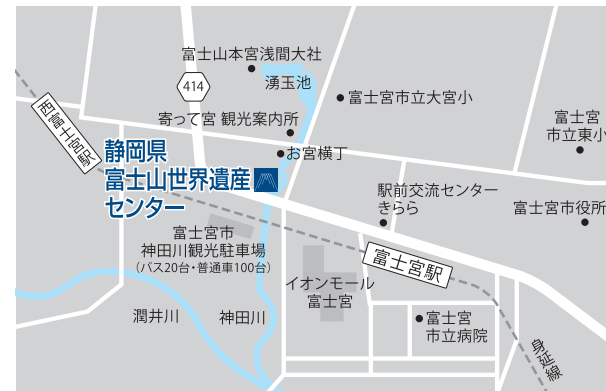 富士山本宮浅間大社
湧玉池
414
富士宮市立大宮小
寄って宮 観光案内所
富士宮
市立東小
西富士宮駅
お宮横丁
静岡県
富士山世界遺産
センター
駅前交流センター
きらら
富士宮市役所
富士宮市
神田川観光駐車場
(バス20台・普通車100台)
富士宮駅
イオンモール
富士宮
潤井川
神田川
富士宮
市立病院
身延線